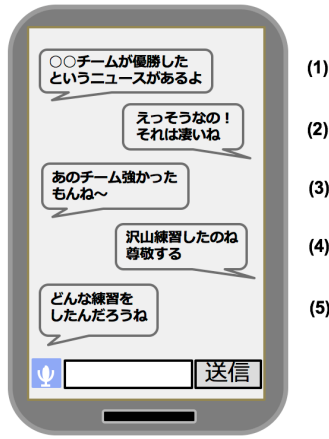 ○○チームが優勝した
というニュースがあるよ
(1)
えっそうなの！
それは凄いね
(2)
あのチーム強かった
もんね〜
(3)
沢山練習したのね
尊敬する
(4)
どんな練習を
したんだろうね
(5)
送信